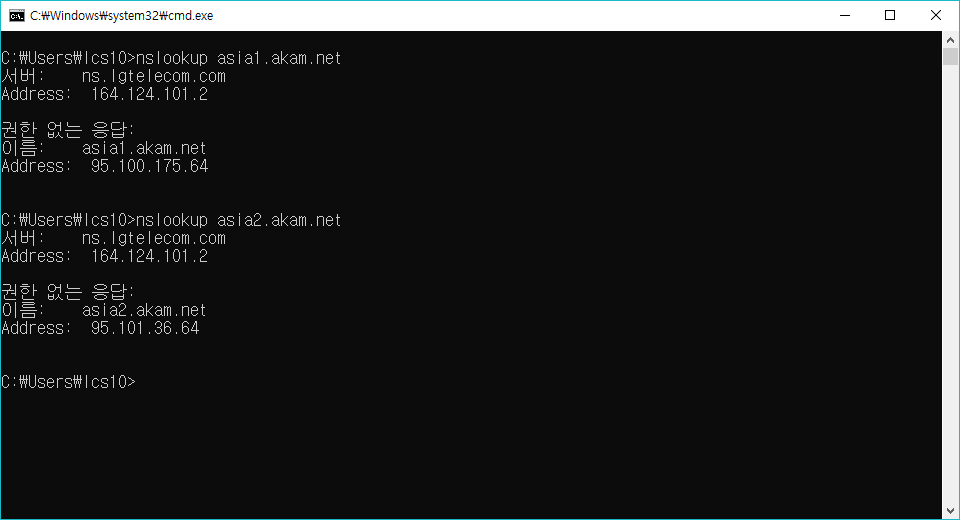 C:₩Windows₩system32₩cmd.exe
C:₩Users₩lcs10>nslookup asia1.akam.net
서버:    ns.lgtelecom.com
Address:  164.124.101.2
권한 없는 응답:
이름:    asia1.akam.net
Address:  95.100.175.64
C:₩Users₩lcs10>nslookup asia2.akam.net
서버:    ns.lgtelecom.com
Address:  164.124.101.2
권한 없는 응답:
이름:    asia2.akam.net
Address:  95.101.36.64
C:₩Users₩lcs10>